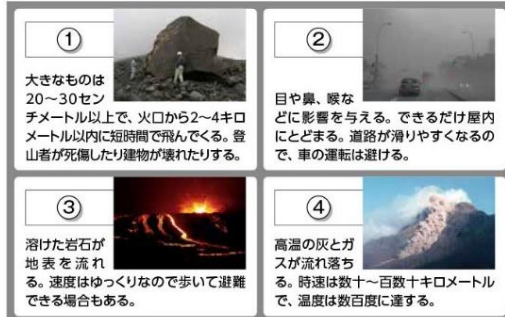 ①
大きなものは
20〜30セン
チメートル以上で、火口から2〜4キロ
メートル以内に短時間で飛んでくる。登
山者が死傷したり建物が壊れたりする。
②
目や鼻、喉な
どに影響を与える。できるだけ屋内
にとどまる。道路が滑りやすくなるの
で、車の運転は避ける。
③
溶けた岩石が
地表を流れ
る。速度はゆっくりなので歩いて避難
できる場合もある。
④
高温の灰とガ
スが流れ落ち
る。時速は数十〜百数十キロメートル
で、温度は数百度に達する。